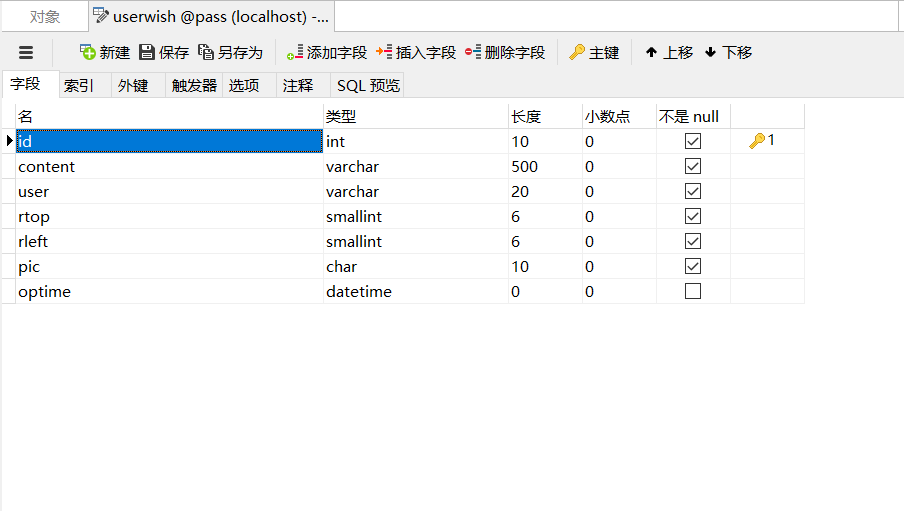 对象 userwish @pass (localhost) -...
新建 保存 另存为 添加字段 插入字段 删除字段 主键 上移 下移
字段 索引 外键 触发器 选项 注释 SQL 预览
名 类型 长度 小数点 不是 null
id int 10 0 1
content varchar 500 0
user varchar 20 0
rtop smallint 6 0
rleft smallint 6 0
pic char 10 0
optime datetime 0 0